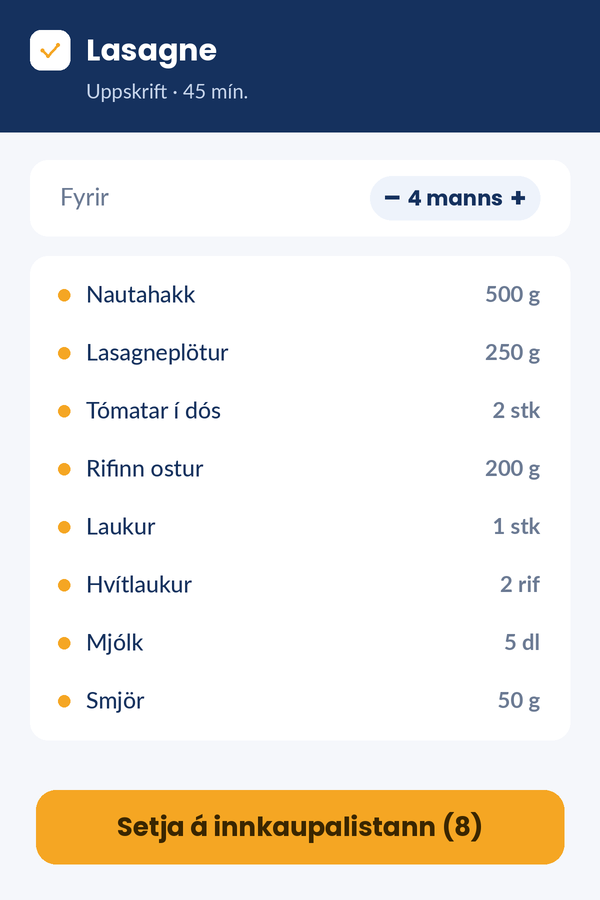 Lasagne
Uppskrift · 45 mín.
Fyrir − 4 manns +
Nautahakk 500 g
Lasagneplötur 250 g
Tómatar í dós 2 stk
Rifinn ostur 200 g
Laukur 1 stk
Hvítlaukur 2 rif
Mjólk 5 dl
Smjör 50 g
Setja á innkaupalistann (8)